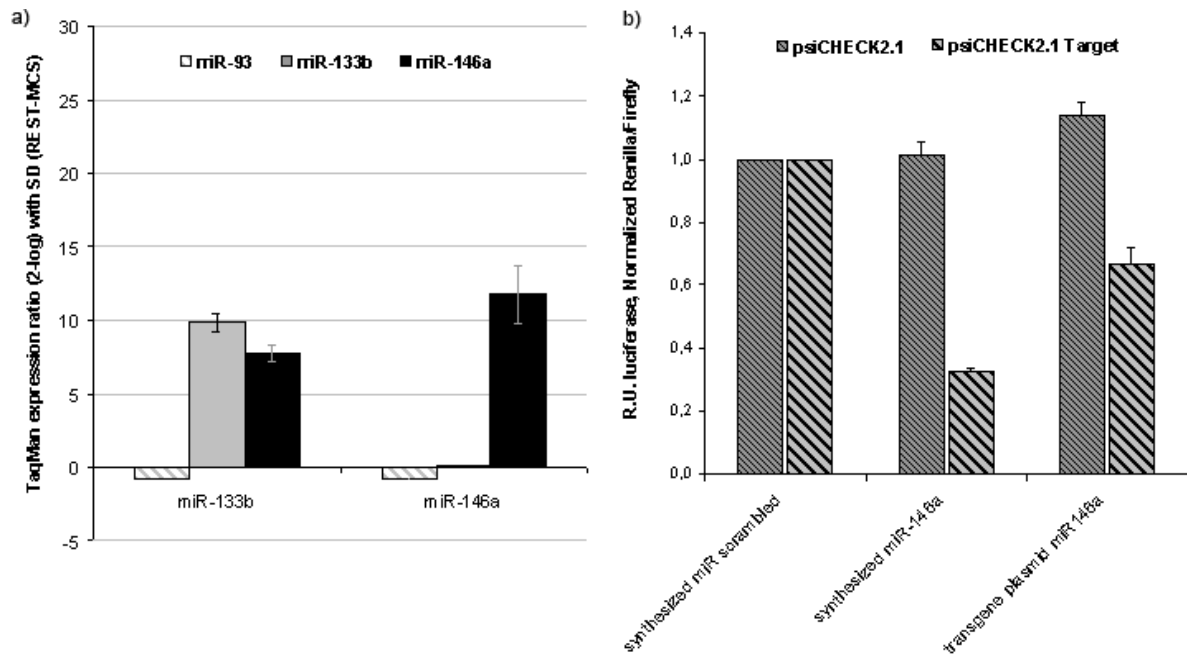 a)
TaqMan expression ratio (2-log) with SD (REST-MCS)
30
25
20
15
10
5
0
-5
miR-93 miR-133b miR-146a
miR-133b miR-146a
b)
R.U. luciferase, Normalized Renilla/Firefly
1,4
1,2
1,0
0,8
0,6
0,4
0,2
0,0
psiCHECK2.1 psiCHECK2.1 Target
synthesized miR scrambled
synthesized miR-146a
transgene plasmid miR146a